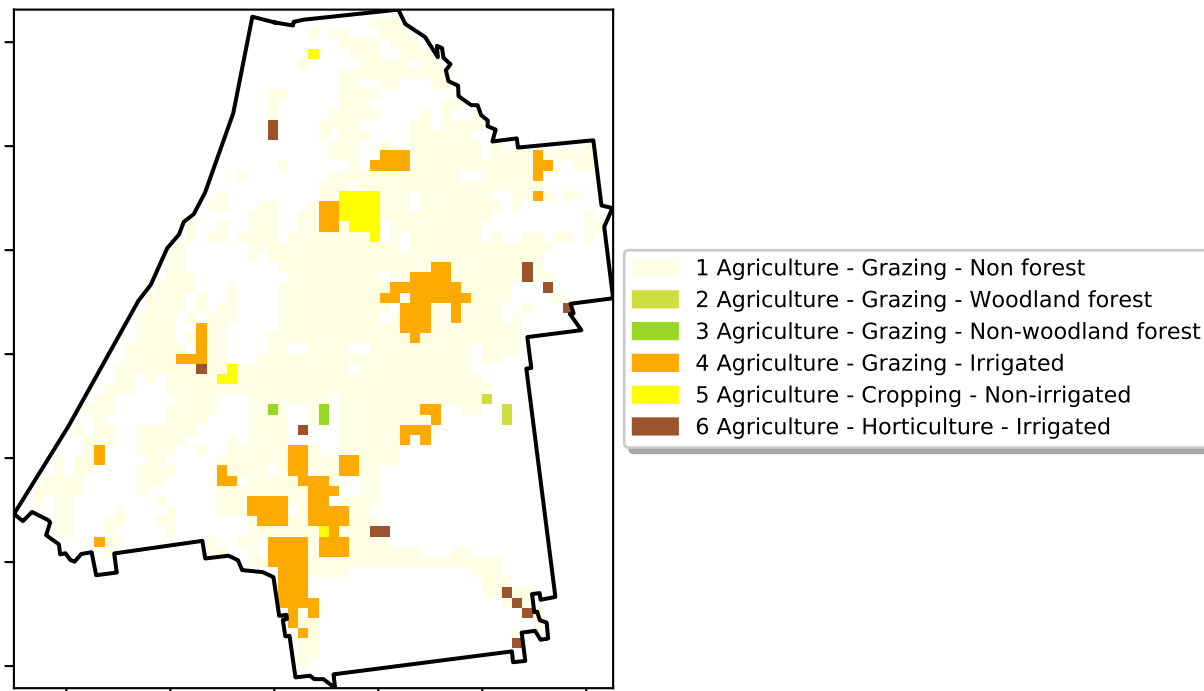 1 Agriculture - Grazing - Non forest
2 Agriculture - Grazing - Woodland forest
3 Agriculture - Grazing - Non-woodland forest
4 Agriculture - Grazing - Irrigated
5 Agriculture - Cropping - Non-irrigated
6 Agriculture - Horticulture - Irrigated